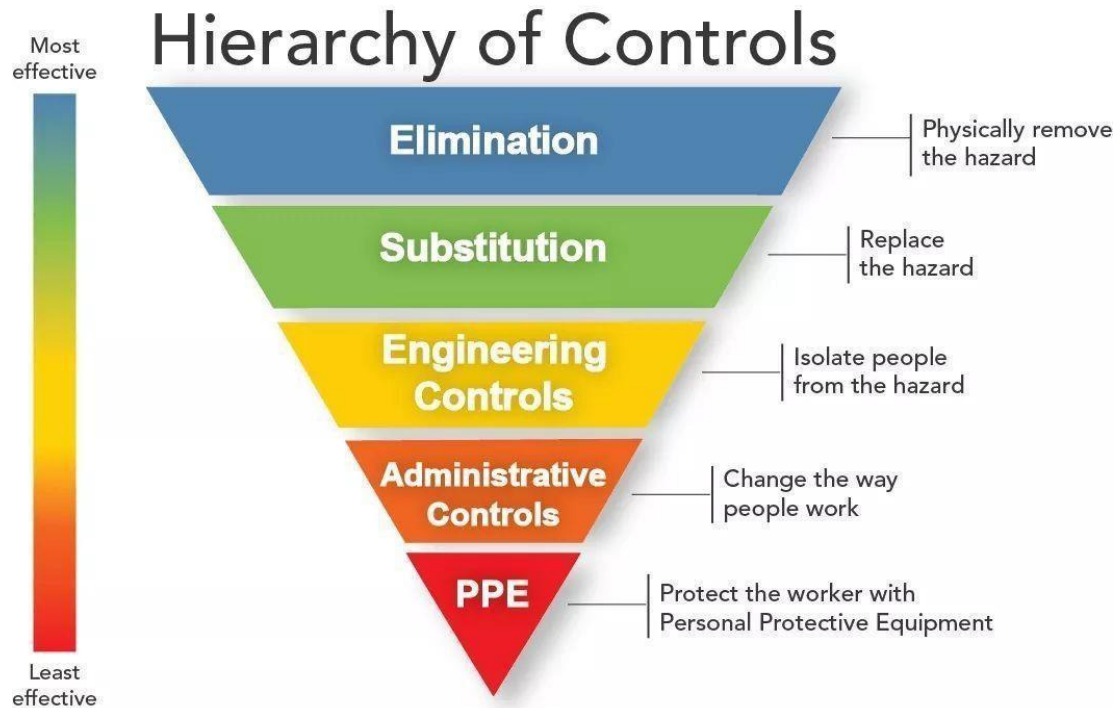 Hierarchy of Controls
Most
effective
Elimination
Physically remove
the hazard
Substitution
Replace
the hazard
Engineering
Controls
Isolate people
from the hazard
Administrative
Controls
Change the way
people work
PPE
Protect the worker with
Personal Protective Equipment
Least
effective